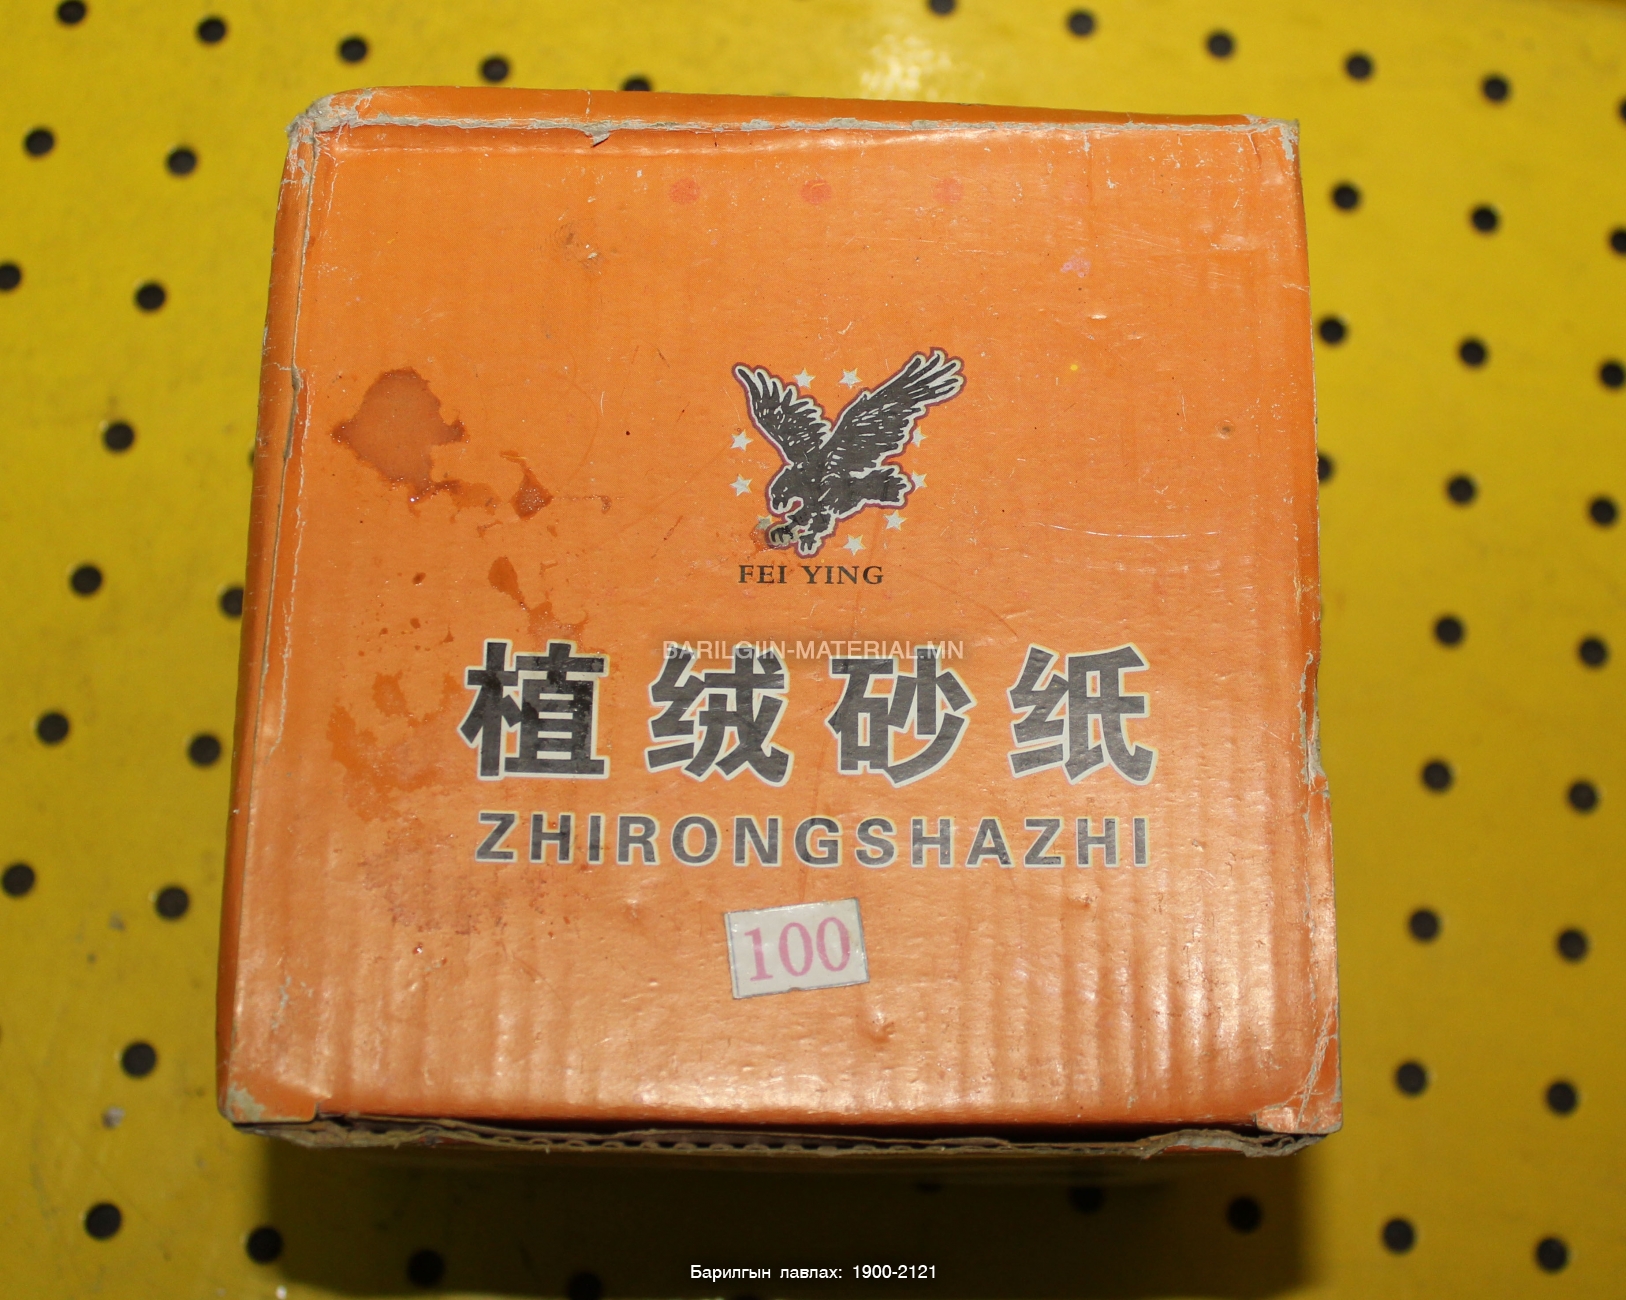 FEI YING
BARILGIIN-MATERIAL.MN
植绒砂纸
ZHIRONGSHAZHI
100
Барилгын лавлах: 1900-2121